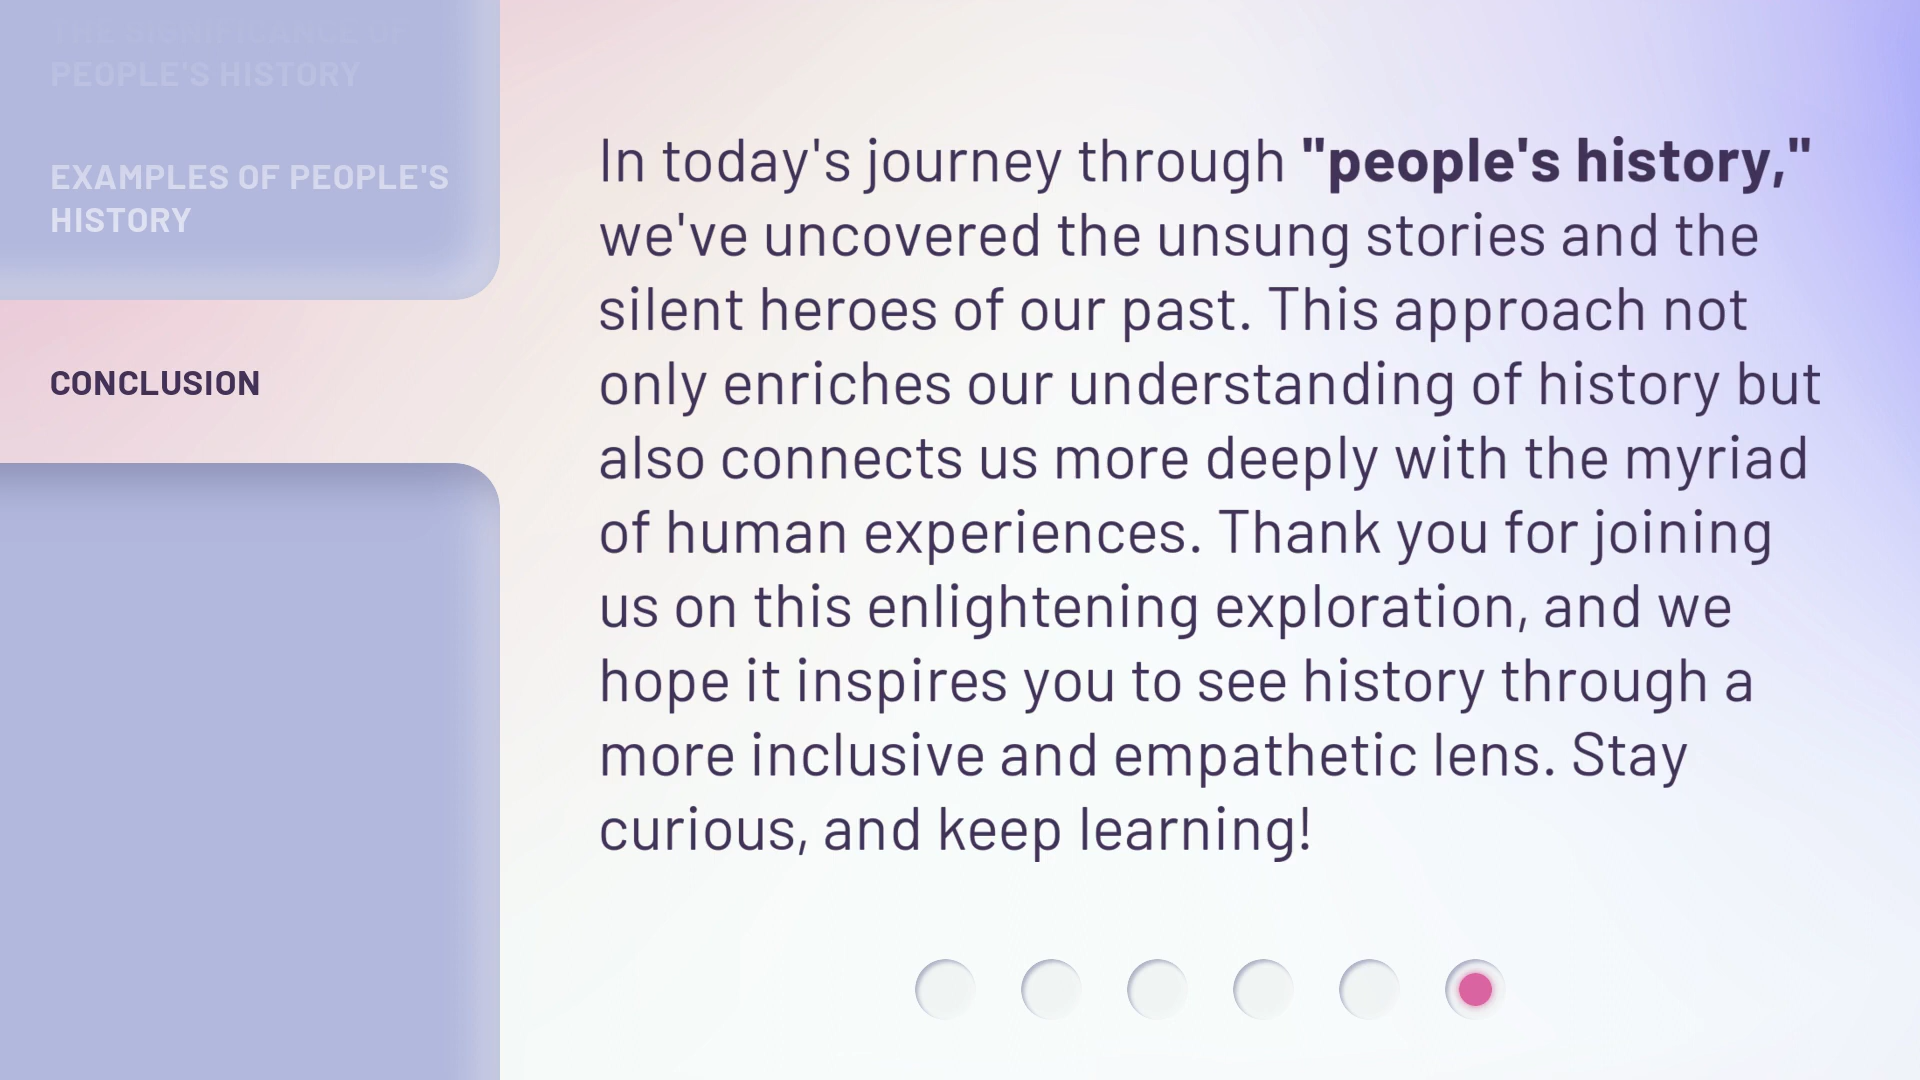 THE SIGNIFICANCE OF
PEOPLE'S HISTORY
EXAMPLES OF PEOPLE'S
HISTORY
CONCLUSION
In today's journey through "people's history,"
we've uncovered the unsung stories and the
silent heroes of our past. This approach not
only enriches our understanding of history but
also connects us more deeply with the myriad
of human experiences. Thank you for joining
us on this enlightening exploration, and we
hope it inspires you to see history through a
more inclusive and empathetic lens. Stay
curious, and keep learning!